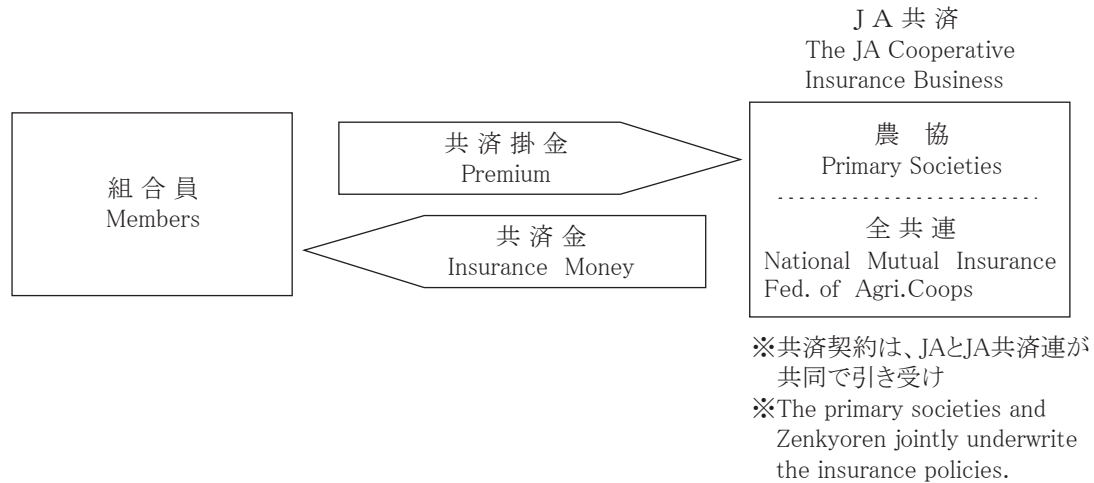 ＪＡ共済
The JA Cooperative
Insurance Business
組合員
Members
共済掛金
Premium
共済金
Insurance Money
農　協
Primary Societies
全共連
National Mutual Insurance
Fed. of Agri.Coops
※共済契約は、JAとJA共済連が
共同で引き受け
※The primary societies and
Zenkyoren jointly underwrite
the insurance policies.